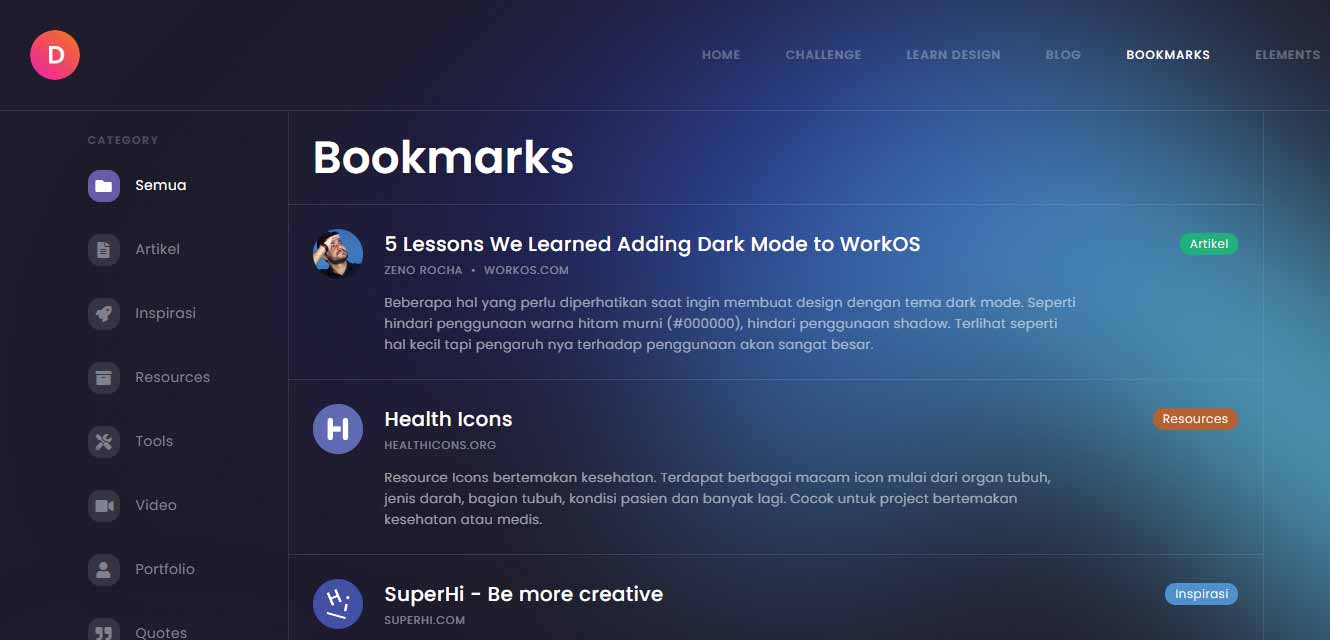 D
HOME CHALLENGE LEARN DESIGN BLOG BOOKMARKS ELEMENTS
CATEGORY
Semua
Artikel
Inspirasi
Resources
Tools
Video
Portfolio
Quotes
Bookmarks
5 Lessons We Learned Adding Dark Mode to WorkOS
Artikel
ZENO ROCHA • WORKOS.COM
Beberapa hal yang perlu diperhatikan saat ingin membuat design dengan tema dark mode. Seperti
hindari penggunaan warna hitam murni (#000000), hindari penggunaan shadow. Terlihat seperti
hal kecil tapi pengaruh nya terhadap penggunaan akan sangat besar.
H
Health Icons
Resources
HEALTHICONS.ORG
Resource Icons bertemakan kesehatan. Terdapat berbagai macam icon mulai dari organ tubuh,
jenis darah, bagian tubuh, kondisi pasien dan banyak lagi. Cocok untuk project bertemakan
kesehatan atau medis.
SuperHi - Be more creative
Inspirasi
SUPERHI.COM